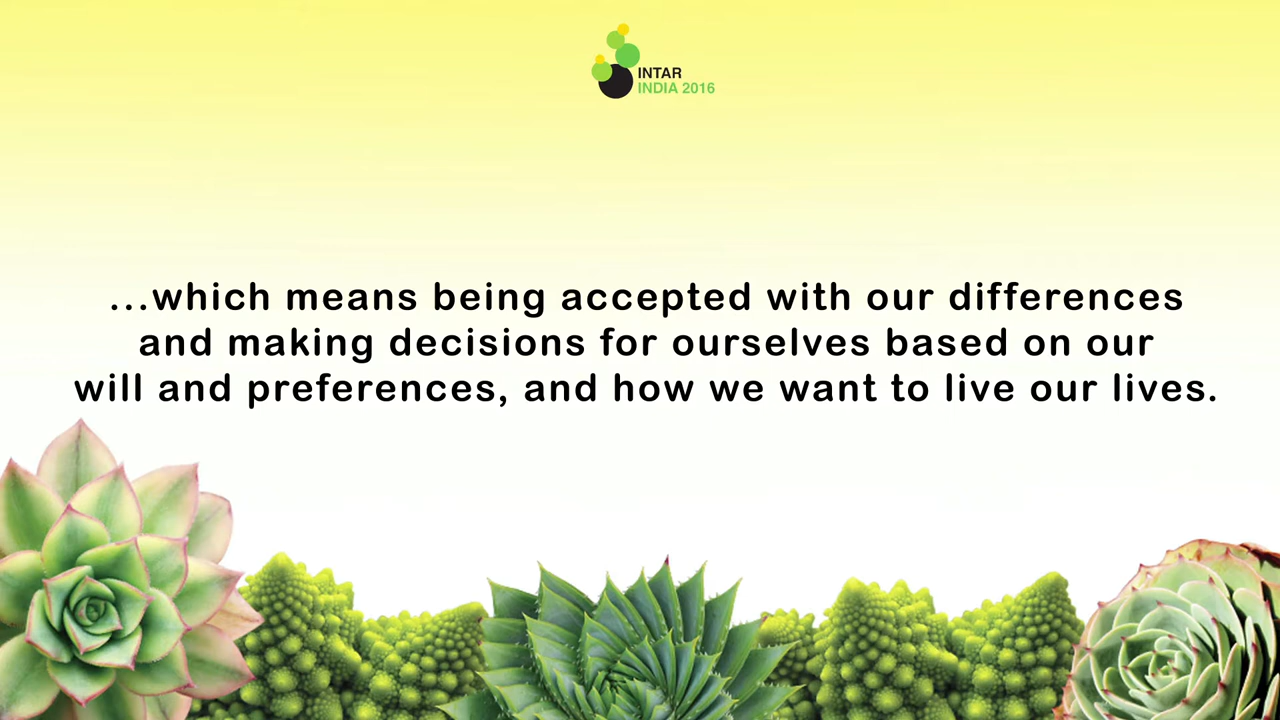 INTAR
INDIA 2016
...which means being accepted with our differences
and making decisions for ourselves based on our
will and preferences, and how we want to live our lives.